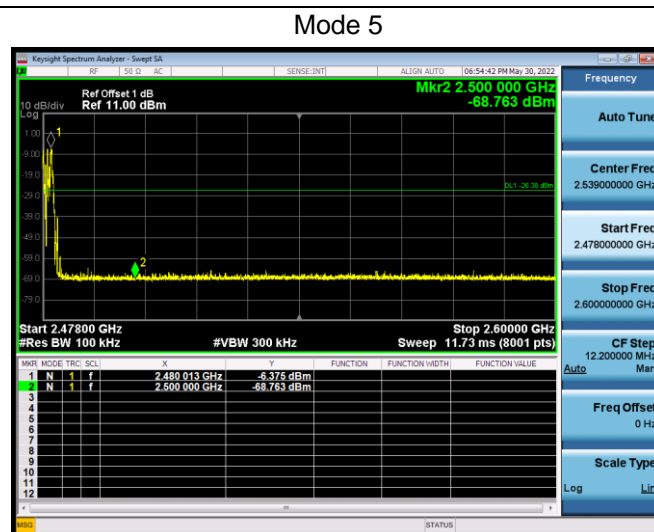 Mode 5
Keysight Spectrum Analyzer - Swept SA
RF 50 Ω AC SENSE:INT ALIGN AUTO 06:54:42 PM May 30, 2022
Frequency
Mkr2 2.500 000 GHz
-68.763 dBm
Ref Offset 1 dB
Ref 11.00 dBm
10 dB/div
Log
1.00
-9.00
-19.0
-29.0
-39.0
-49.0
-59.0
-69.0
-79.0
1
2
DL1 -26.38 dBm
Start 2.47800 GHz Stop 2.60000 GHz
#Res BW 100 kHz #VBW 300 kHz Sweep 11.73 ms (8001 pts)
MKR MODE TRC SCL X Y FUNCTION FUNCTION WIDTH FUNCTION VALUE
1 N 1 f 2.480 013 GHz -6.375 dBm
2 N 1 f 2.500 000 GHz -68.763 dBm
3
4
5
6
7
8
9
10
11
12
MSG STATUS
Auto Tune
Center Freq
2.539000000 GHz
Start Freq
2.478000000 GHz
Stop Freq
2.600000000 GHz
CF Step
12.200000 MHz
Auto Man
Freq Offset
0 Hz
Scale Type
Log Lin